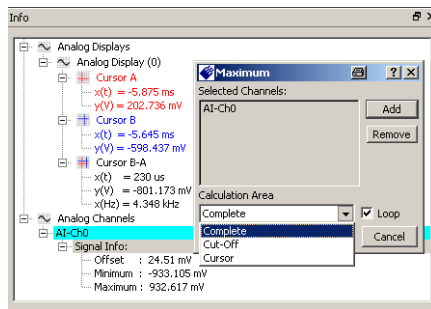 Info
Analog Displays
Analog Display (0)
Cursor A
x(t) = -5.875 ms
y(V) = 202.736 mV
Cursor B
x(t) = -5.645 ms
y(V) = -598.437 mV
Cursor B-A
x(t) = 230 us
y(V) = -801.173 mV
x(Hz) = 4.348 kHz
Analog Channels
AI-Ch0
Signal Info:
Offset : 24.51 mV
Minimum : -933.105 mV
Maximum : 932.617 mV
Maximum
Selected Channels:
AI-Ch0
Add
Remove
Calculation Area
Complete
Loop
Complete
Cut-Off
Cursor
Cancel